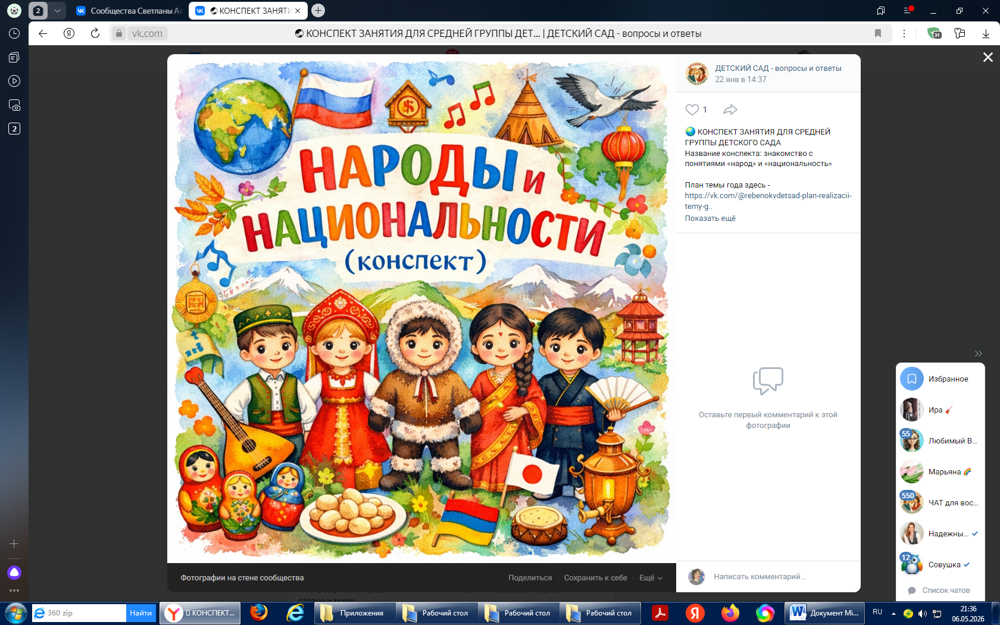 2
Сообщества Светланы Ал
КОНСПЕКТ ЗАНЯТИ
vk.com
КОНСПЕКТ ЗАНЯТИЯ ДЛЯ СРЕДНЕЙ ГРУППЫ ДЕТ... | ДЕТСКИЙ САД - вопросы и ответы
31
2
НАРОДЫ и
НАЦИОНАЛЬНОСТИ
(конспект)
ДЕТСКИЙ САД - вопросы и ответы
22 янв в 14:37
1
КОНСПЕКТ ЗАНЯТИЯ ДЛЯ СРЕДНЕЙ
ГРУППЫ ДЕТСКОГО САДА
Название конспекта: знакомство с
понятиями «народ» и «национальность»
План темы года здесь -
https://vk.com/@rebenokvdetsad-plan-realizacii-
temy-g..
Показать ещё
Оставьте первый комментарий к этой
фотографии
Написать комментарий...
Фотографии на стене сообщества
Поделиться - Сохранить к себе - Ещё
Избранное
Ира
55
Любимый В...
Марьяна
550
ЧАТ для вос...
Надежны...
12
Совушка
Список чатов
360 zip
Найти
КОНСПЕКТ...
Приложения
Рабочий стол
Рабочий стол
Рабочий стол
Документ Mi...
RU
21:36
06.05.2026